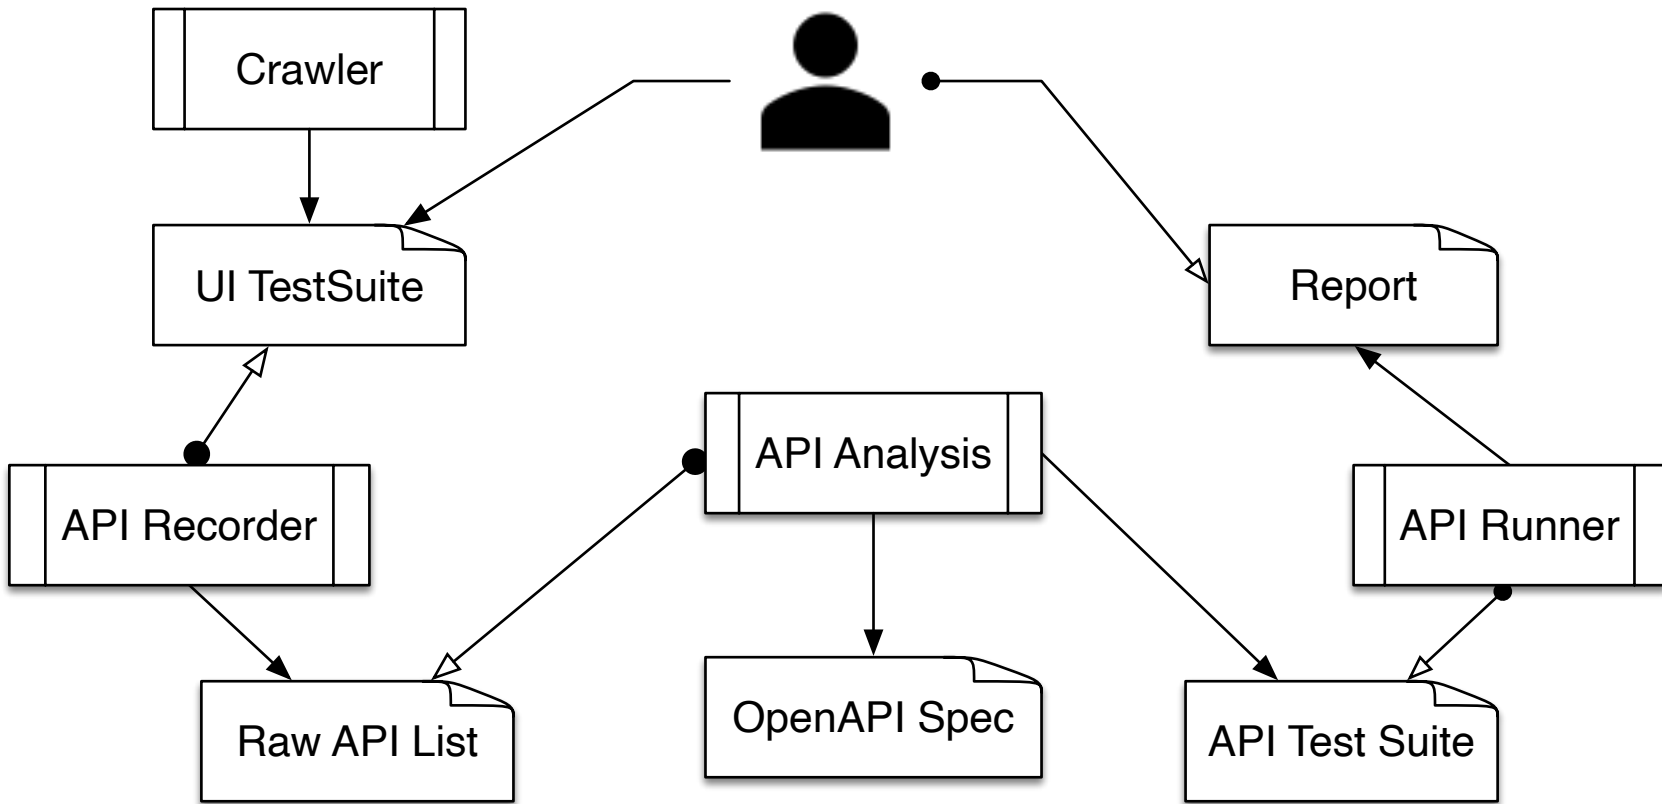 Crawler
UI TestSuite
Report
API Analysis
API Recorder
API Runner
Raw API List
OpenAPI Spec
API Test Suite